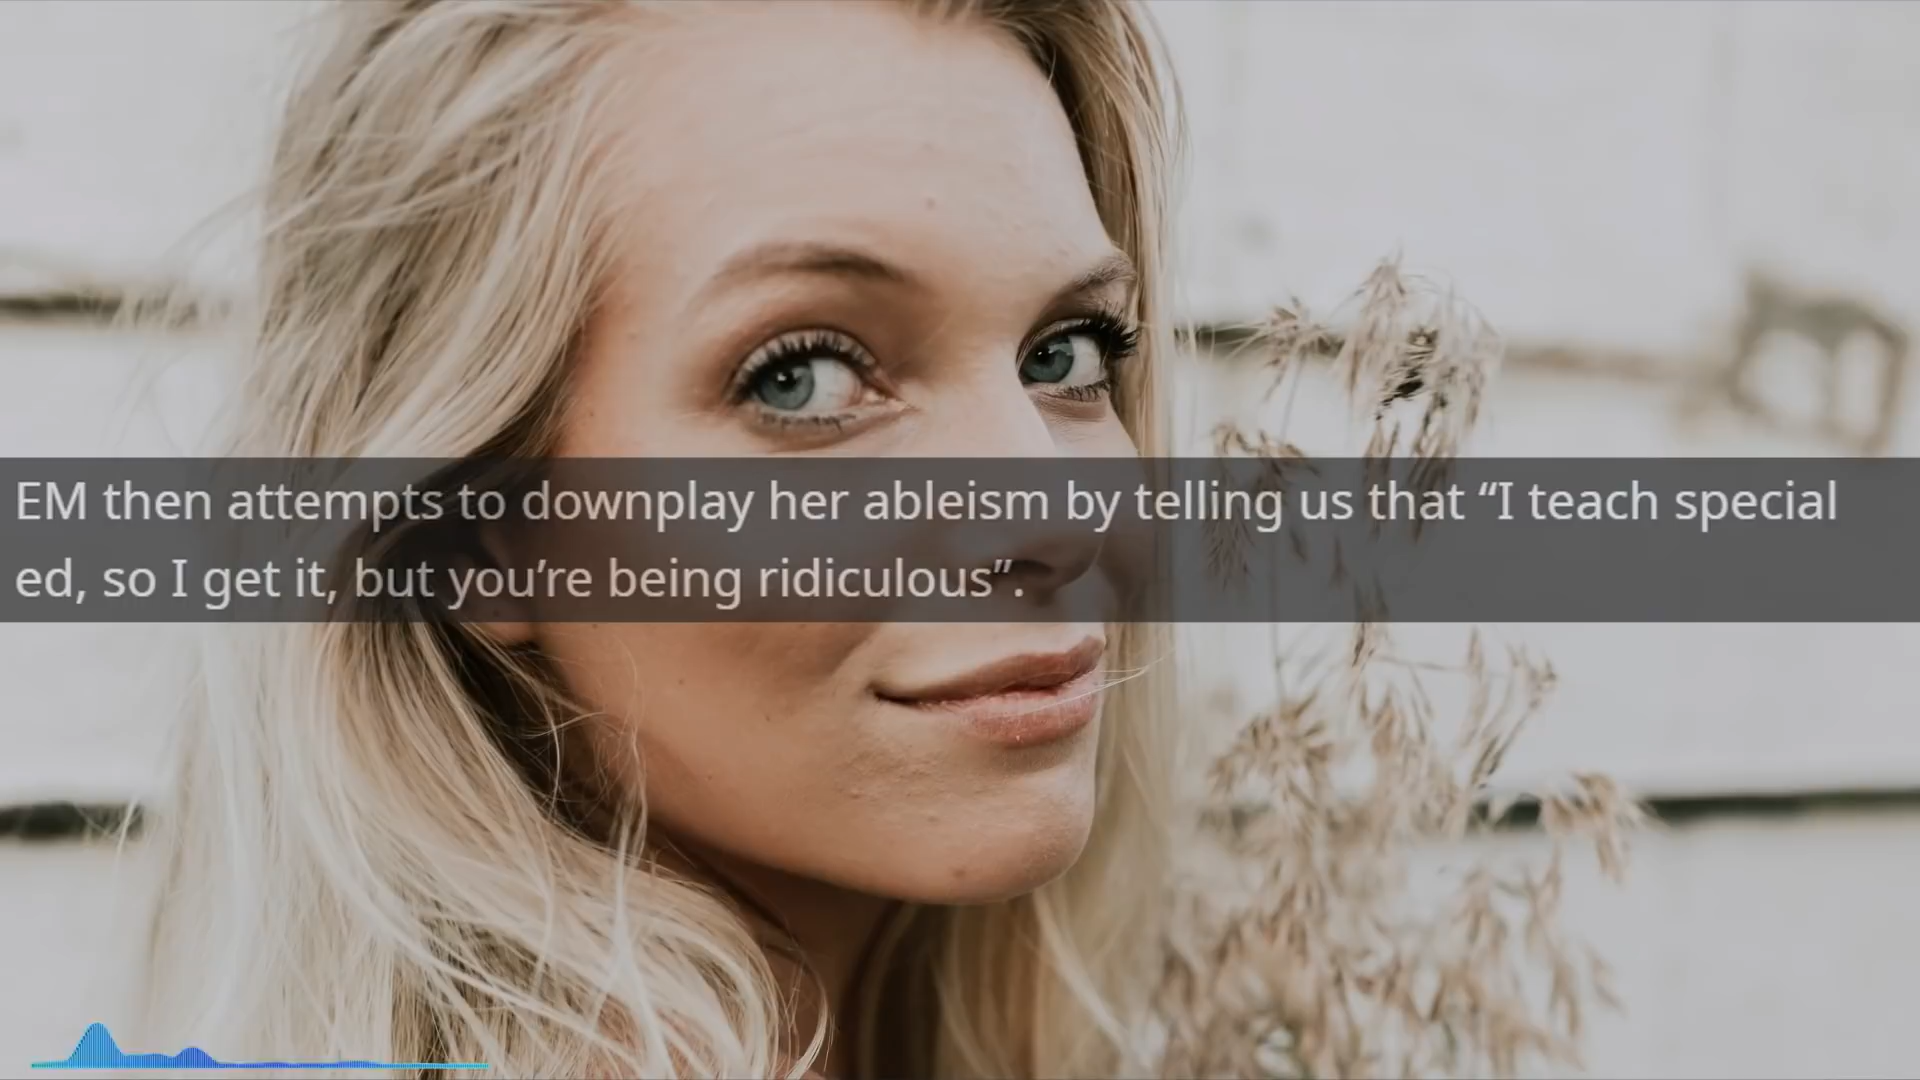 EM then attempts to downplay her ableism by telling us that “I teach special
ed, so I get it, but you’re being ridiculous”.